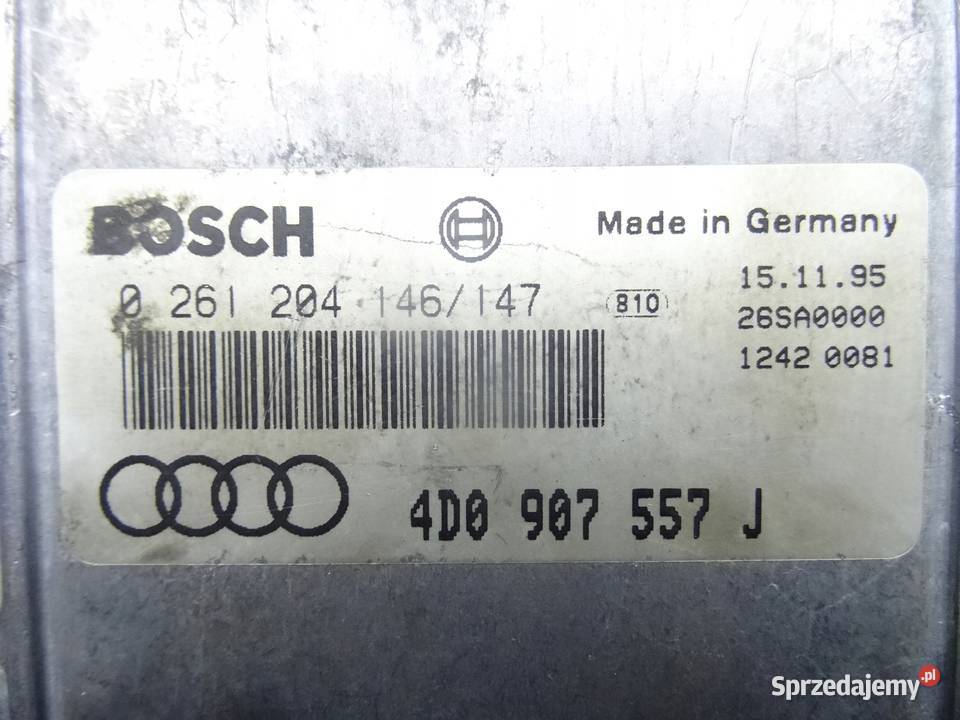 BOSCH
Made in Germany
0 261 204 146/147
810
15.11.95
26SA0000
1242 0081
4D0 907 557 J
Sprzedajemy.pl